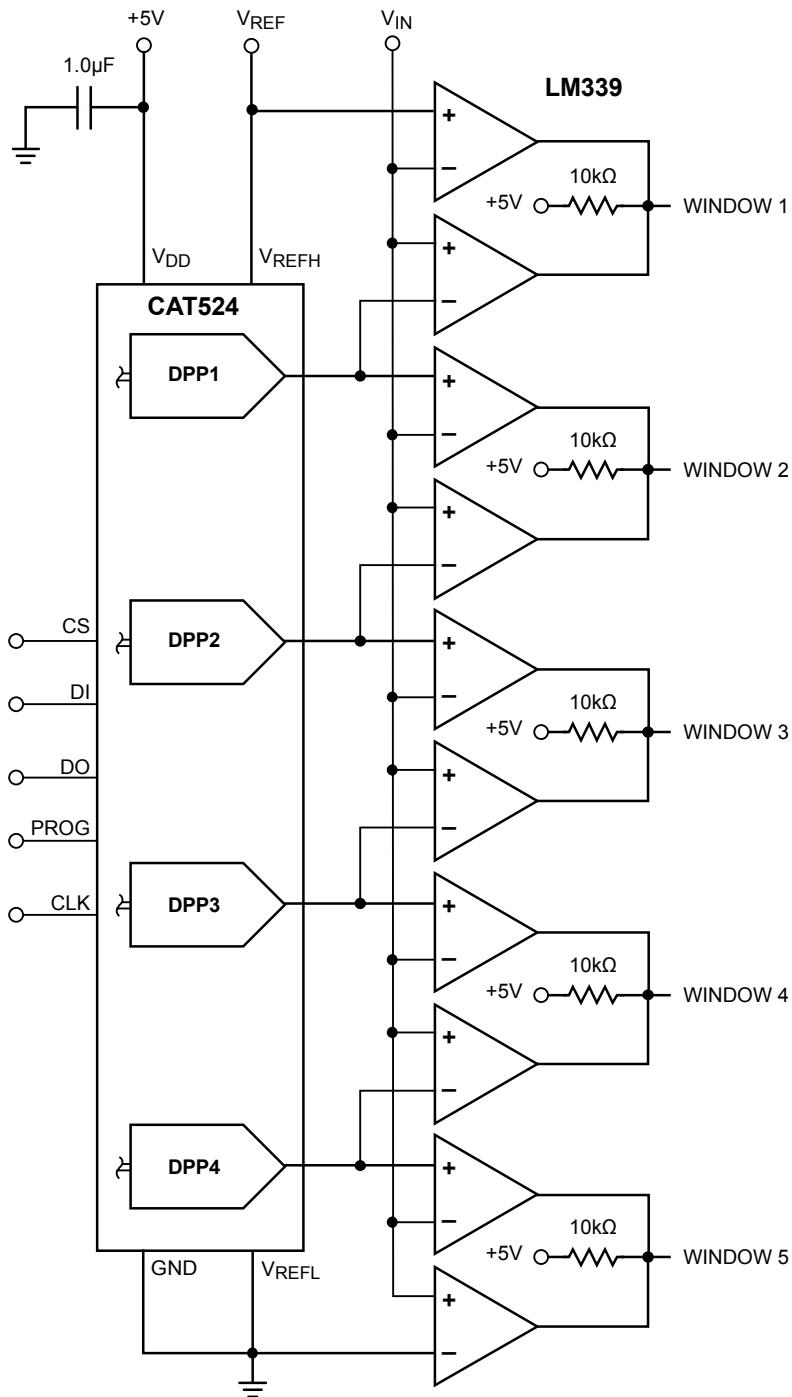 +5V
VREF
VIN
1.0µF
LM339
+
−
10kΩ
+5V
WINDOW 1
+
−
VDD
VREFH
CAT524
DPP1
+
−
10kΩ
+5V
WINDOW 2
+
−
CS
DPP2
+
−
DI
10kΩ
+5V
WINDOW 3
DO
+
−
PROG
CLK
DPP3
+
−
10kΩ
+5V
WINDOW 4
+
−
DPP4
+
−
10kΩ
+5V
WINDOW 5
GND
VREFL
+
−